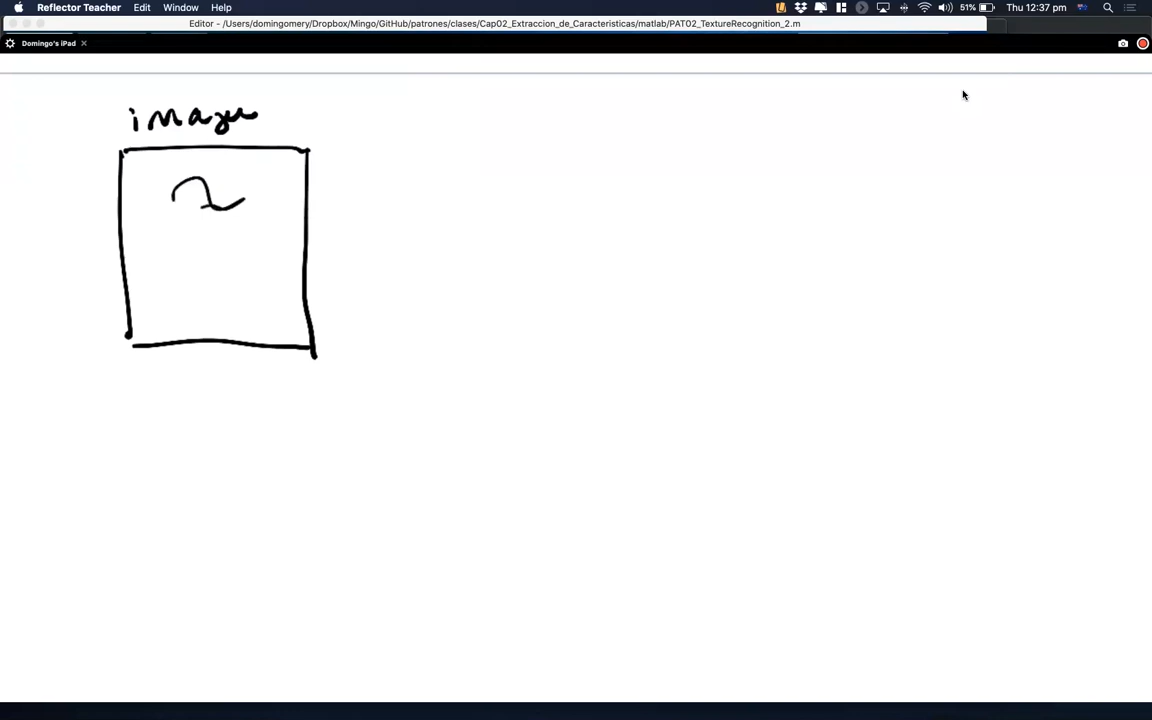 Reflector Teacher Edit Window Help 51% Thu 12:37 pm
Editor - /Users/domingomery/Dropbox/Mingo/GitHub/patrones/clases/Cap02_Extraccion_de_Caracteristicas/matlab/PAT02_TextureRecognition_2.m
Domingo's iPad
imagen